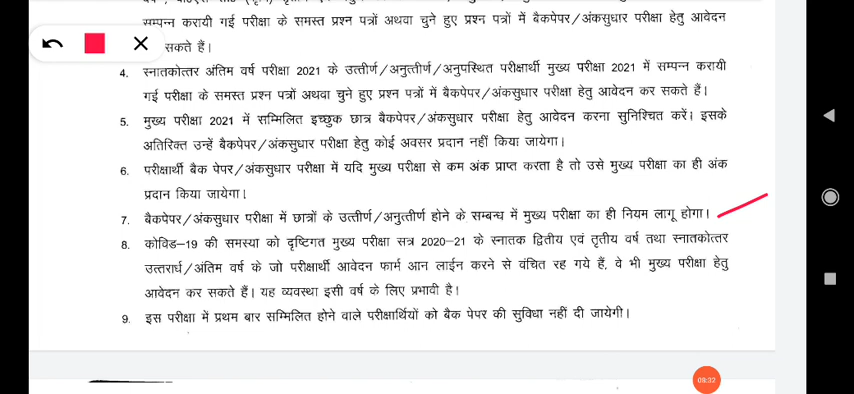 सम्पन्न करायी गई परीक्षा के समस्त प्रश्न पत्रों अथवा चुने हुए प्रश्न पत्रों में बैकपेपर/अंकसुधार परीक्षा हेतु आवेदन
सकते हैं।
4. स्नातकोत्तर अंतिम वर्ष परीक्षा 2021 के उत्तीर्ण/अनुत्तीर्ण/अनुपस्थित परीक्षार्थी मुख्य परीक्षा 2021 में सम्पन्न करायी
गई परीक्षा के समस्त प्रश्न पत्रों अथवा चुने हुए प्रश्न पत्रों में बैकपेपर/अंकसुधार परीक्षा हेतु आवेदन कर सकते हैं।
5. मुख्य परीक्षा 2021 में सम्मिलित इच्छुक छात्र बैकपेपर/अंकसुधार परीक्षा हेतु आवेदन करना सुनिश्चित करें। इसके
अतिरिक्त उन्हें बैकपेपर/अंकसुधार परीक्षा हेतु कोई अवसर प्रदान नहीं किया जायेगा।
6. परीक्षार्थी बैक पेपर/अंकसुधार परीक्षा में यदि मुख्य परीक्षा से कम अंक प्राप्त करता है तो उसे मुख्य परीक्षा का ही अंक
प्रदान किया जायेगा।
7. बैकपेपर/अंकसुधार परीक्षा में छात्रों के उत्तीर्ण/अनुत्तीर्ण होने के सम्बन्ध में मुख्य परीक्षा का ही नियम लागू होगा।
8. कोविड–19 की समस्या को दृष्टिगत मुख्य परीक्षा सत्र 2020–21 के स्नातक द्वितीय एवं तृतीय वर्ष तथा स्नातकोत्तर
उत्तरार्ध/अंतिम वर्ष के जो परीक्षार्थी आवेदन फार्म आन लाईन करने से वंचित रह गये हैं, वे भी मुख्य परीक्षा हेतु
आवेदन कर सकते हैं। यह व्यवस्था इसी वर्ष के लिए प्रभावी है।
9. इस परीक्षा में प्रथम बार सम्मिलित होने वाले परीक्षार्थियों को बैक पेपर की सुविधा नहीं दी जायेगी।
08:32